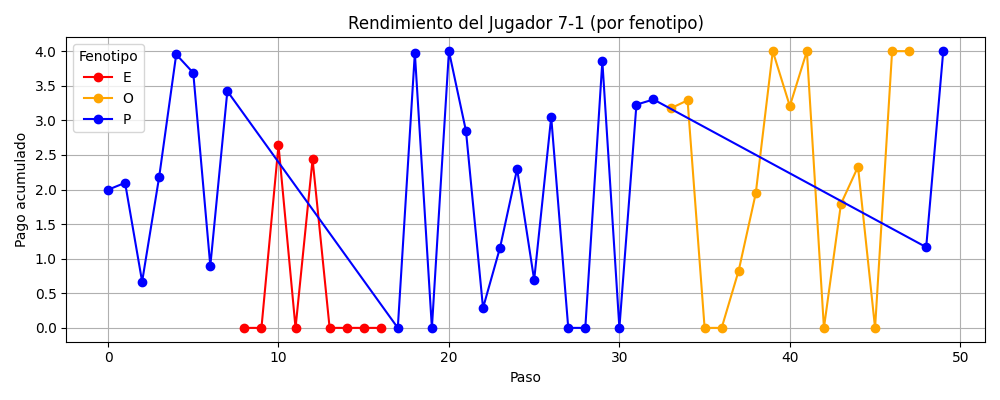 Rendimiento del Jugador 7-1 (por fenotipo)
Fenotipo
E
O
P
Pago acumulado
4.0
3.5
3.0
2.5
2.0
1.5
1.0
0.5
0.0
0 10 20 30 40 50
Paso